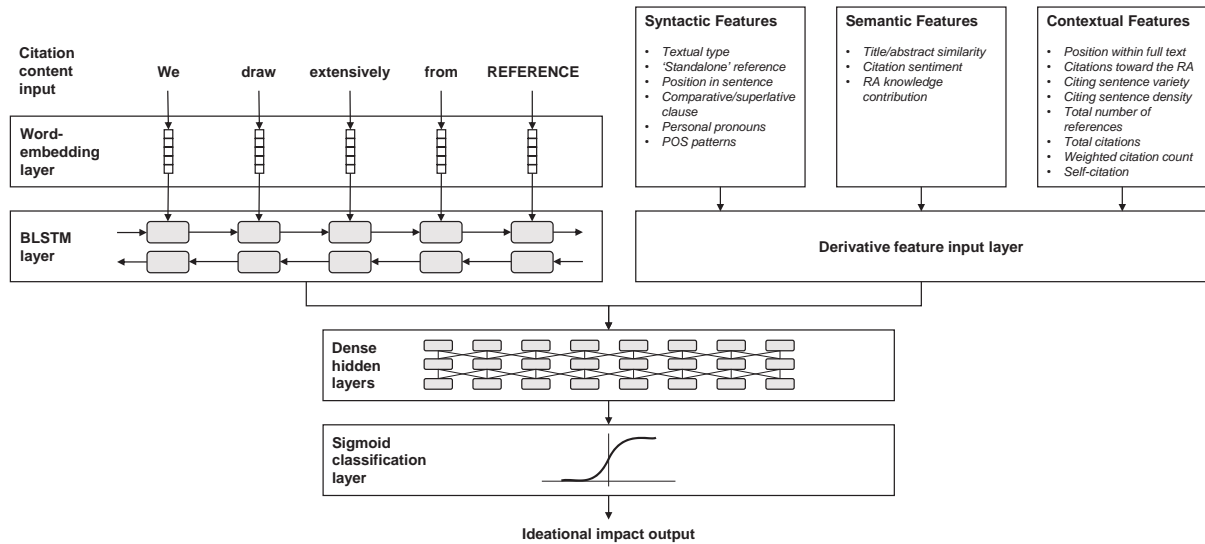 Citation
content
input
We
draw
extensively
from
REFERENCE
Word-
embedding
layer
BLSTM
layer
Syntactic Features
• Textual type
• ‘Standalone’ reference
• Position in sentence
• Comparative/superlative
clause
• Personal pronouns
• POS patterns
Semantic Features
• Title/abstract similarity
• Citation sentiment
• RA knowledge
contribution
Contextual Features
• Position within full text
• Citations toward the RA
• Citing sentence variety
• Citing sentence density
• Total number of
references
• Total citations
• Weighted citation count
• Self-citation
Derivative feature input layer
Dense
hidden
layers
Sigmoid
classification
layer
Ideational impact output